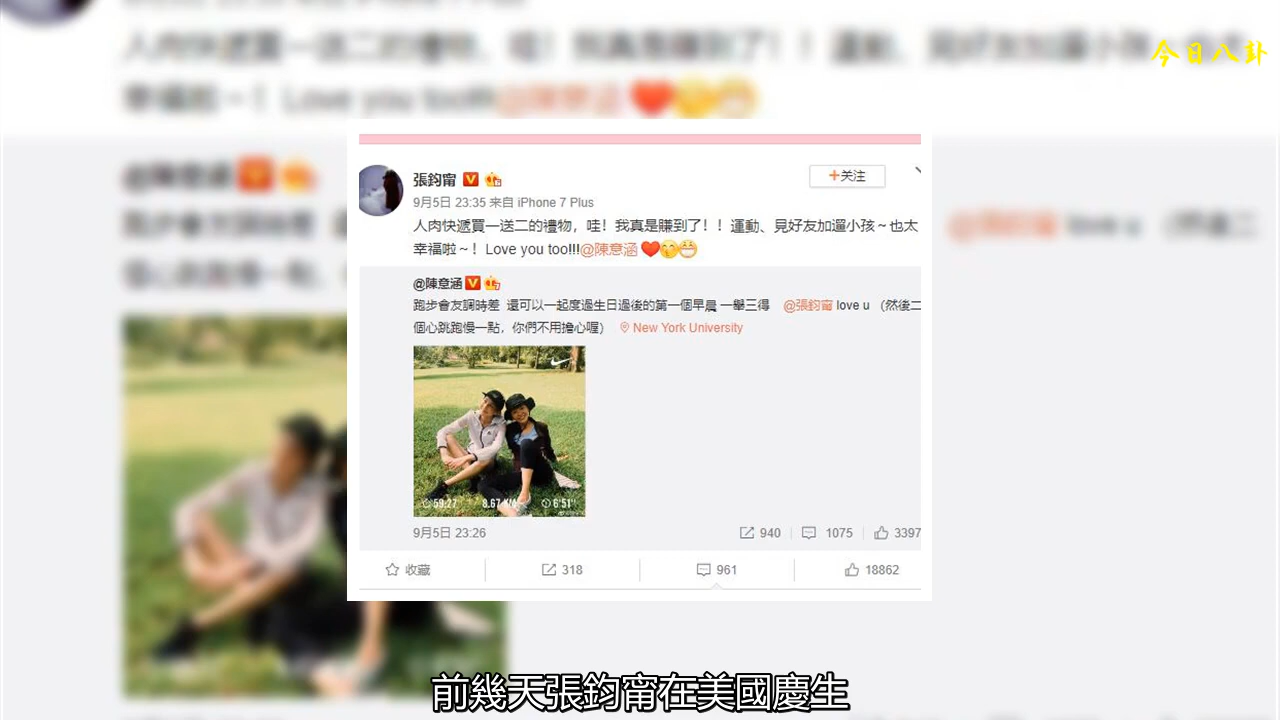 今日八卦
張鈞甯
+关注
9月5日 23:35 来自 iPhone 7 Plus
人肉快遞買一送二的禮物，哇！我真是賺到了！！運動、見好友加遛小孩～也太
幸福啦～！Love you too!!!@陳意涵
@陳意涵
跑步會友調時差 還可以一起度過生日過後的第一個早晨 一舉三得 @張鈞甯 love u （然後二
個心跳跑慢一點，你們不用擔心喔） New York University
59:27 8.67 6'51"
9月5日 23:26
940 1075 3397
收藏 318 961 18862
前幾天張鈞甯在美國慶生